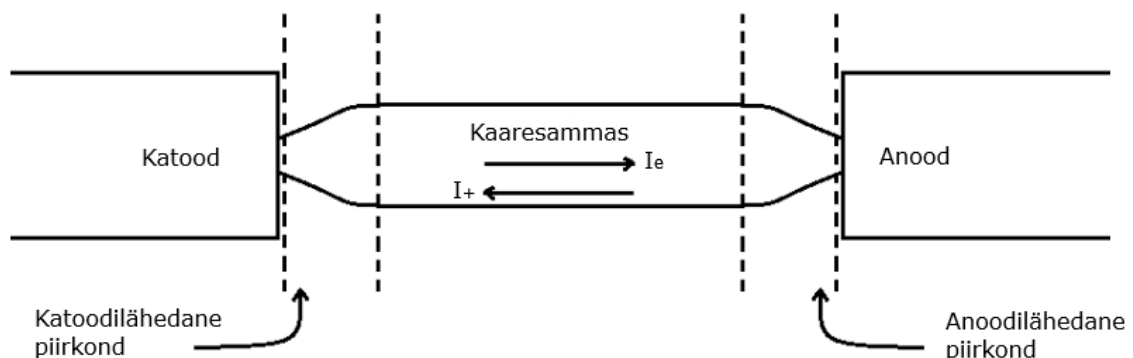 Katood
Kaaresammas
Ie
I+
Anood
Katoodilähedane
piirkond
Anoodilähedane
piirkond